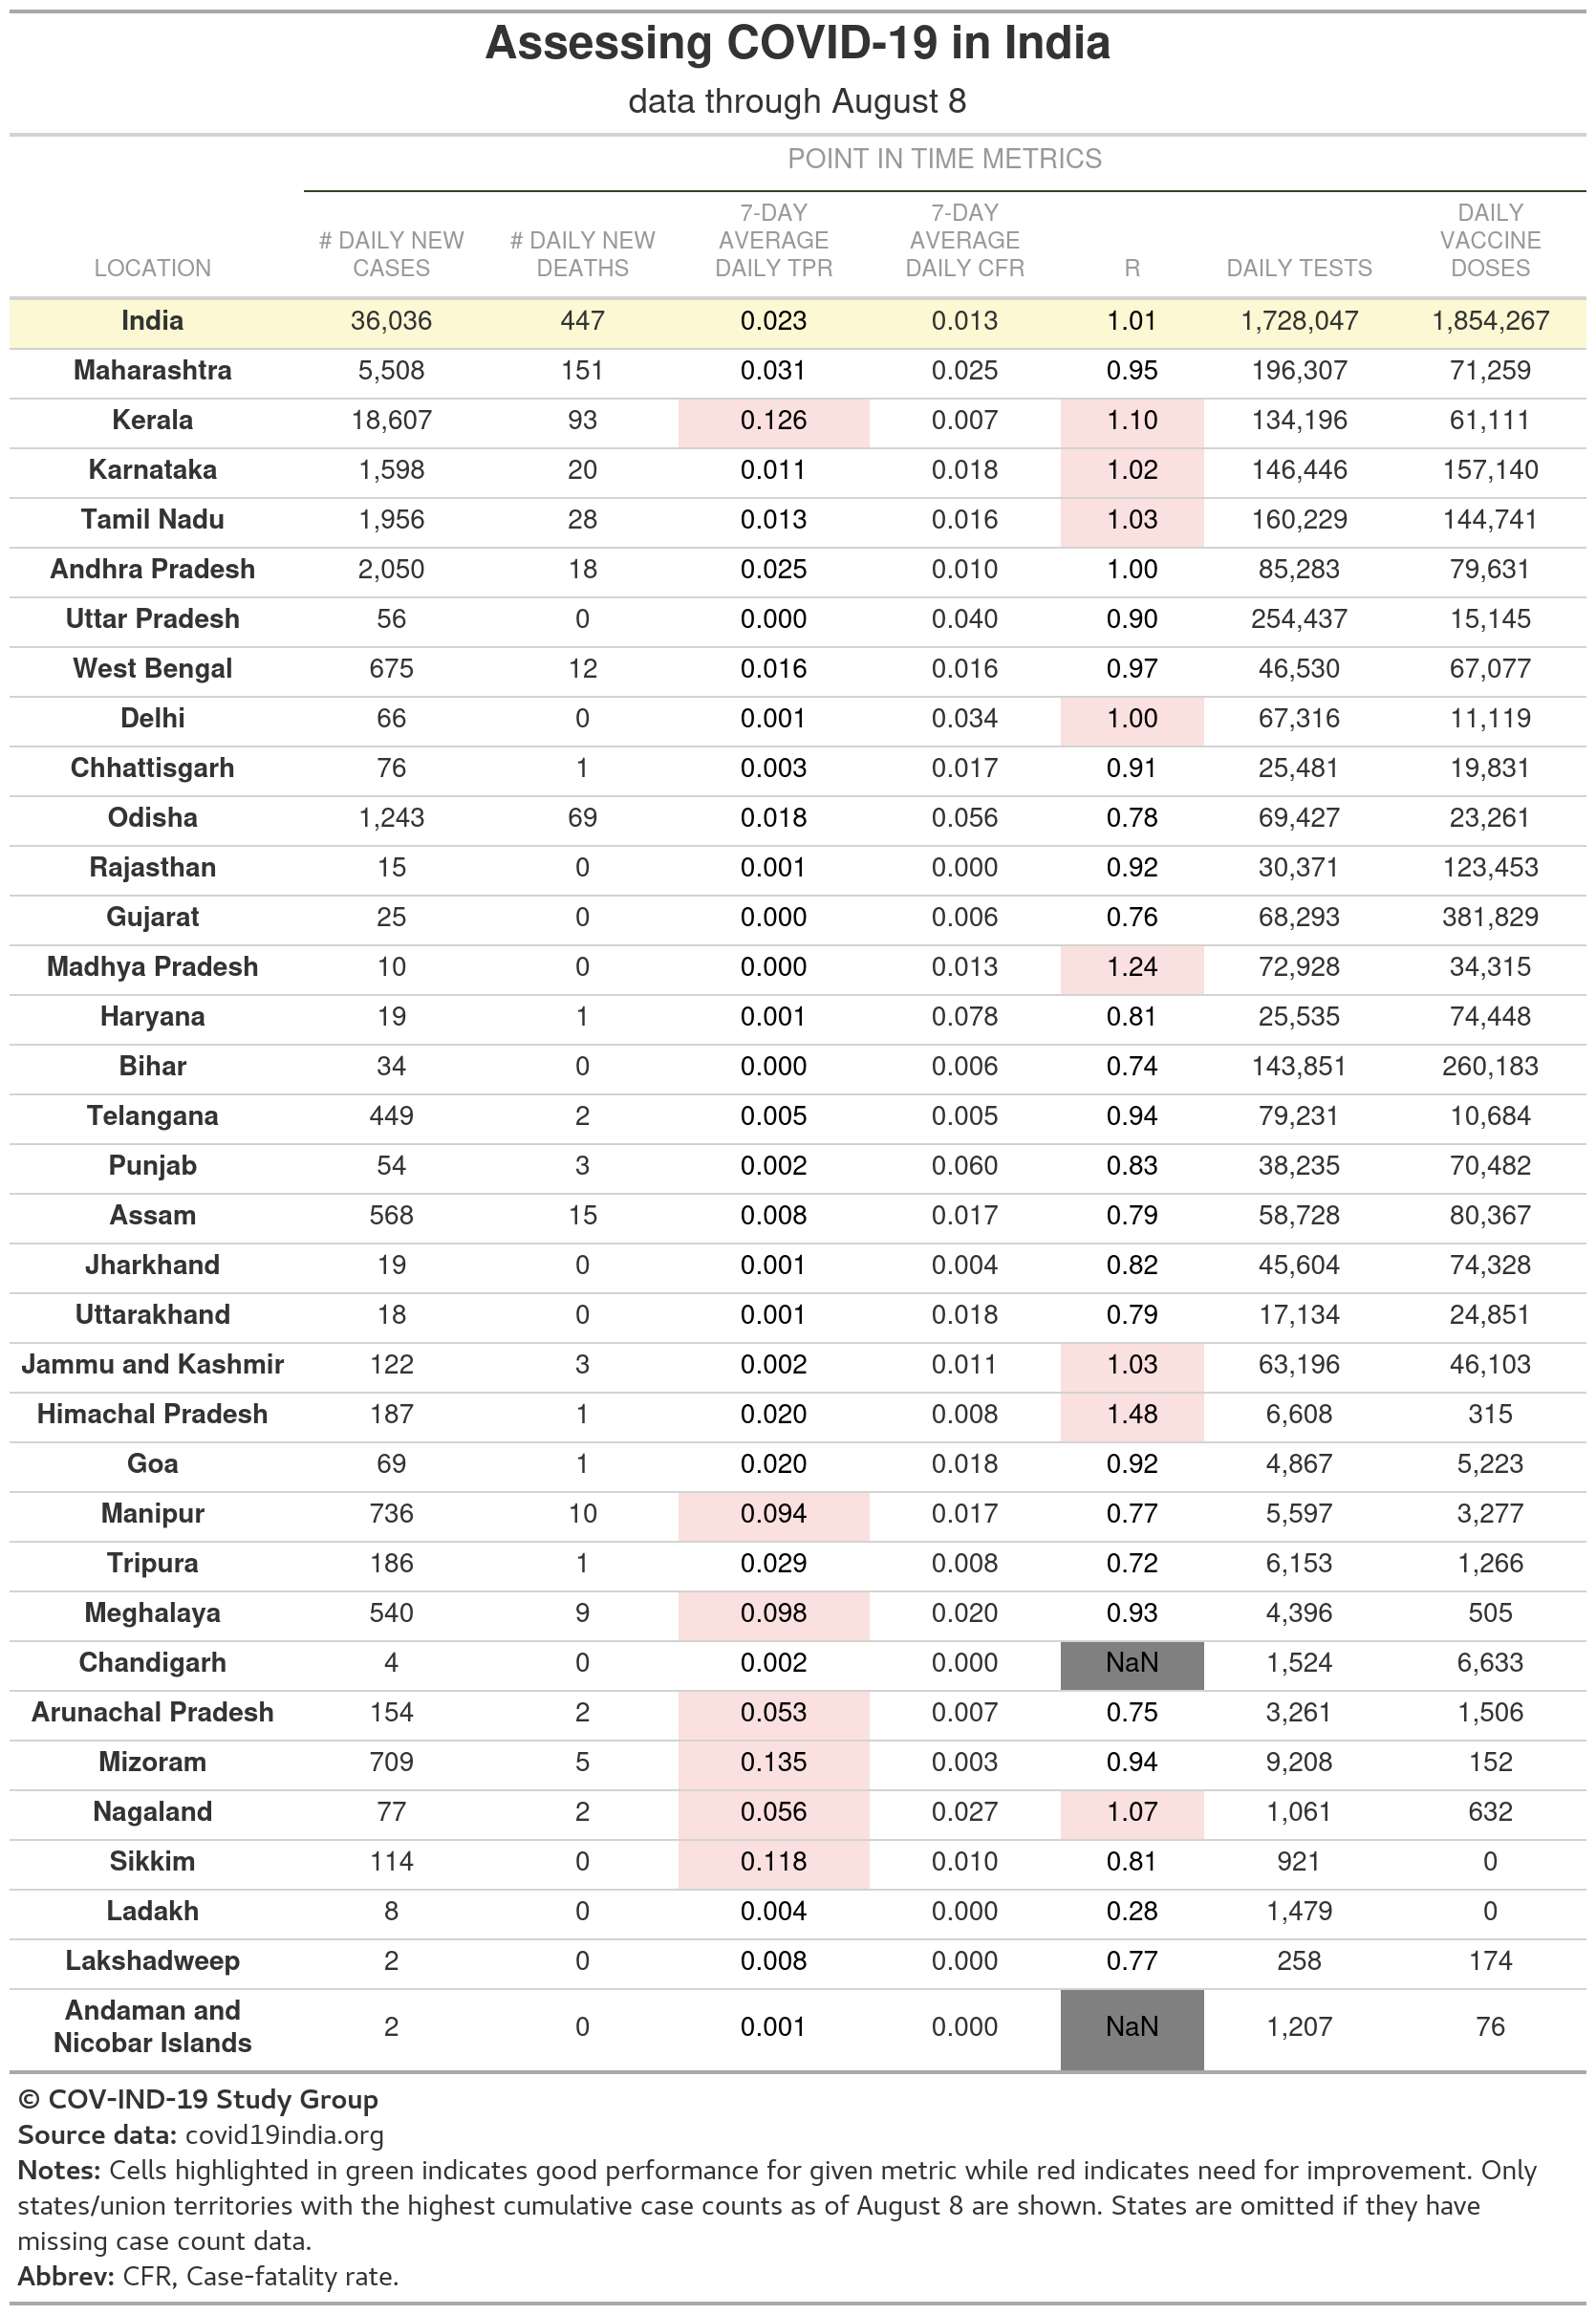 Assessing COVID-19 in India
data through August 8
POINT IN TIME METRICS
LOCATION # DAILY NEW CASES # DAILY NEW DEATHS 7-DAY AVERAGE DAILY TPR 7-DAY AVERAGE DAILY CFR R DAILY TESTS DAILY VACCINE DOSES
India 36,036 447 0.023 0.013 1.01 1,728,047 1,854,267
Maharashtra 5,508 151 0.031 0.025 0.95 196,307 71,259
Kerala 18,607 93 0.126 0.007 1.10 134,196 61,111
Karnataka 1,598 20 0.011 0.018 1.02 146,446 157,140
Tamil Nadu 1,956 28 0.013 0.016 1.03 160,229 144,741
Andhra Pradesh 2,050 18 0.025 0.010 1.00 85,283 79,631
Uttar Pradesh 56 0 0.000 0.040 0.90 254,437 15,145
West Bengal 675 12 0.016 0.016 0.97 46,530 67,077
Delhi 66 0 0.001 0.034 1.00 67,316 11,119
Chhattisgarh 76 1 0.003 0.017 0.91 25,481 19,831
Odisha 1,243 69 0.018 0.056 0.78 69,427 23,261
Rajasthan 15 0 0.001 0.000 0.92 30,371 123,453
Gujarat 25 0 0.000 0.006 0.76 68,293 381,829
Madhya Pradesh 10 0 0.000 0.013 1.24 72,928 34,315
Haryana 19 1 0.001 0.078 0.81 25,535 74,448
Bihar 34 0 0.000 0.006 0.74 143,851 260,183
Telangana 449 2 0.005 0.005 0.94 79,231 10,684
Punjab 54 3 0.002 0.060 0.83 38,235 70,482
Assam 568 15 0.008 0.017 0.79 58,728 80,367
Jharkhand 19 0 0.001 0.004 0.82 45,604 74,328
Uttarakhand 18 0 0.001 0.018 0.79 17,134 24,851
Jammu and Kashmir 122 3 0.002 0.011 1.03 63,196 46,103
Himachal Pradesh 187 1 0.020 0.008 1.48 6,608 315
Goa 69 1 0.020 0.018 0.92 4,867 5,223
Manipur 736 10 0.094 0.017 0.77 5,597 3,277
Tripura 186 1 0.029 0.008 0.72 6,153 1,266
Meghalaya 540 9 0.098 0.020 0.93 4,396 505
Chandigarh 4 0 0.002 0.000 NaN 1,524 6,633
Arunachal Pradesh 154 2 0.053 0.007 0.75 3,261 1,506
Mizoram 709 5 0.135 0.003 0.94 9,208 152
Nagaland 77 2 0.056 0.027 1.07 1,061 632
Sikkim 114 0 0.118 0.010 0.81 921 0
Ladakh 8 0 0.004 0.000 0.28 1,479 0
Lakshadweep 2 0 0.008 0.000 0.77 258 174
Andaman and Nicobar Islands 2 0 0.001 0.000 NaN 1,207 76
© COV-IND-19 Study Group
Source data: covid19india.org
Notes: Cells highlighted in green indicates good performance for given metric while red indicates need for improvement. Only
states/union territories with the highest cumulative case counts as of August 8 are shown. States are omitted if they have
missing case count data.
Abbrev: CFR, Case-fatality rate.